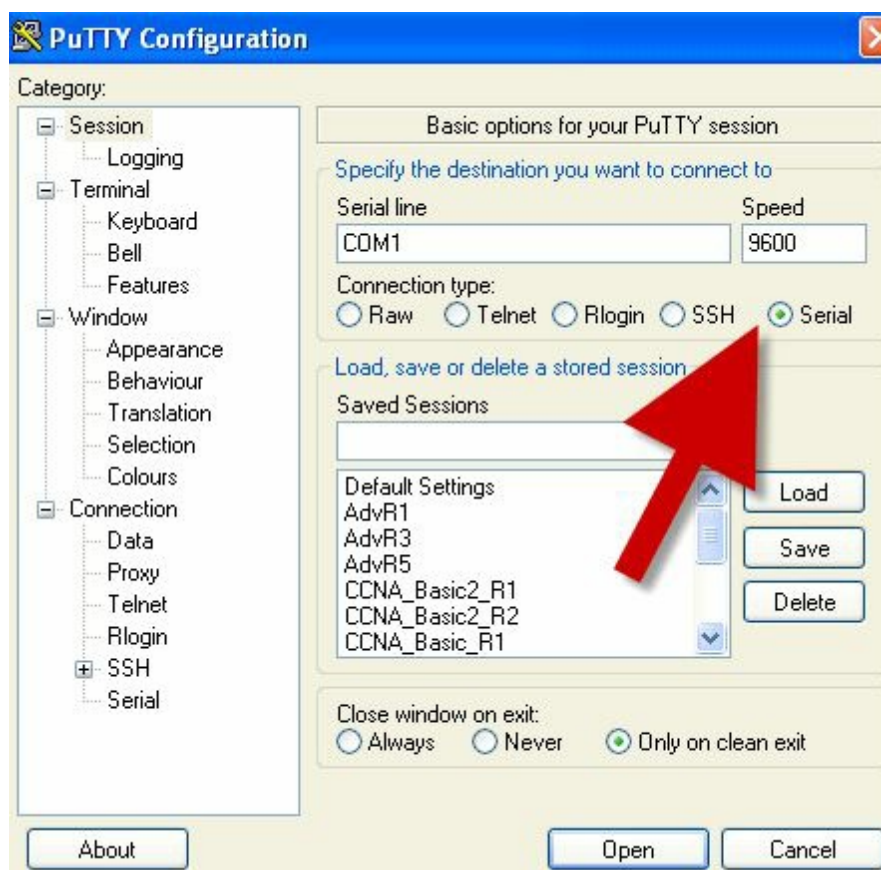 PuTTY Configuration
Category:
Session
Logging
Terminal
Keyboard
Bell
Features
Window
Appearance
Behaviour
Translation
Selection
Colours
Connection
Data
Proxy
Telnet
Rlogin
SSH
Serial
Basic options for your PuTTY session
Specify the destination you want to connect to
Serial line Speed
COM1 9600
Connection type:
Raw Telnet Rlogin SSH Serial
Load, save or delete a stored session
Saved Sessions
Default Settings
AdvR1
AdvR3
AdvR5
CCNA_Basic2_R1
CCNA_Basic2_R2
CCNA_Basic_R1
Load
Save
Delete
Close window on exit:
Always Never Only on clean exit
About Open Cancel